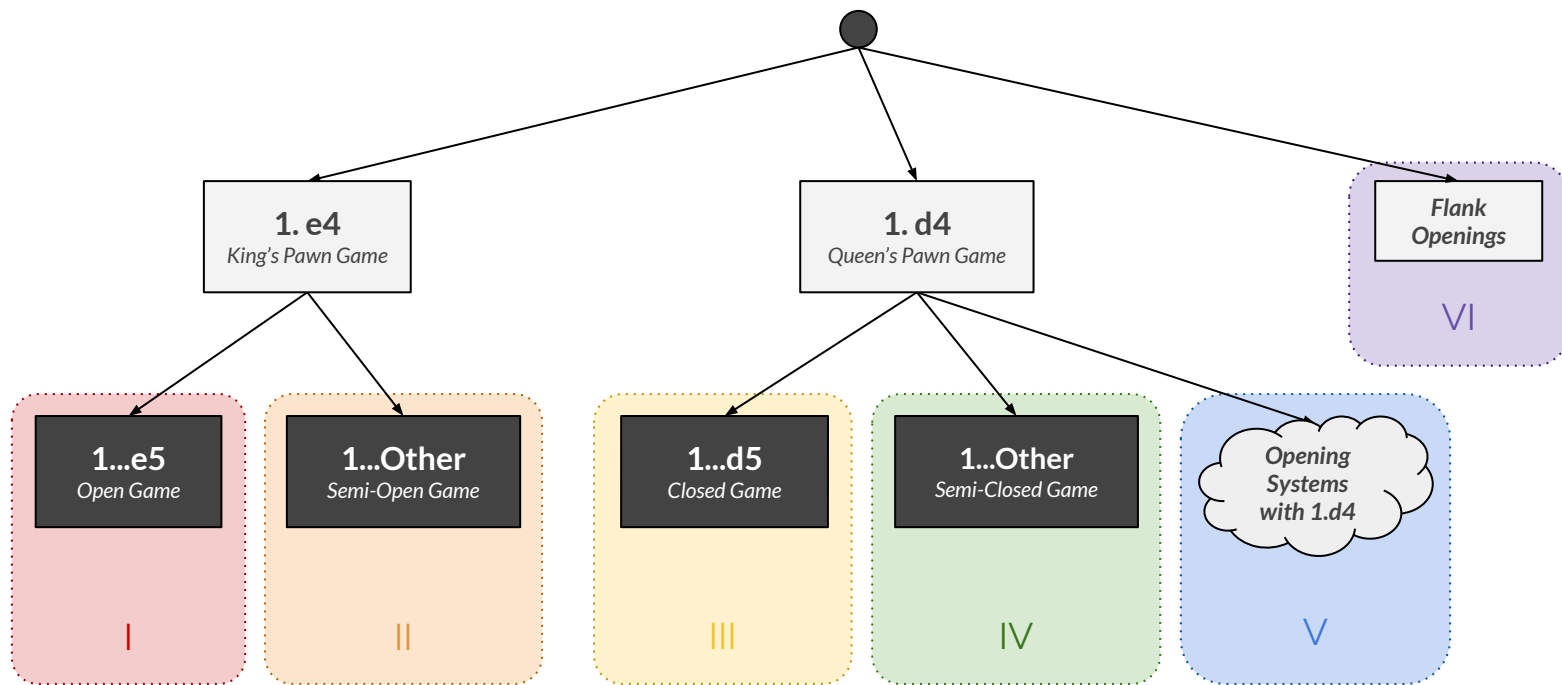 1. e4
King's Pawn Game
1. d4
Queen's Pawn Game
Flank
Openings
VI
1...e5
Open Game
1...Other
Semi-Open Game
1...d5
Closed Game
1...Other
Semi-Closed Game
Opening
Systems
with 1.d4
I
II
III
IV
V